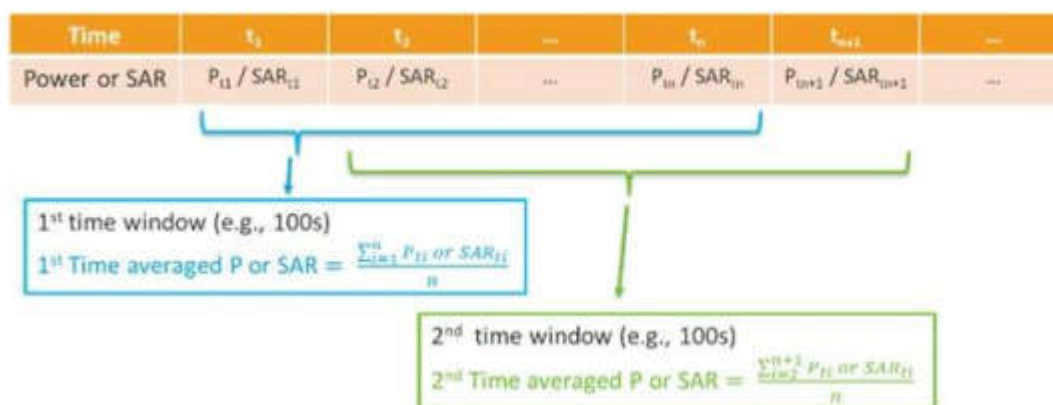 Time t₁ t₂ ... tₙ tₙ₊₁ ...
Power or SAR Pₜ₁ / SARₜ₁ Pₜ₂ / SARₜ₂ ... Pₜₙ / SARₜₙ Pₜₙ₊₁ / SARₜₙ₊₁ ...
1ˢᵗ time window (e.g., 100s)
1ˢᵗ Time averaged P or SAR = ∑ⁿᵢ₌₁ Pₜᵢ or SARₜᵢ / n
2ⁿᵈ time window (e.g., 100s)
2ⁿᵈ Time averaged P or SAR = ∑ⁿ⁺¹ᵢ₌₂ Pₜᵢ or SARₜᵢ / n